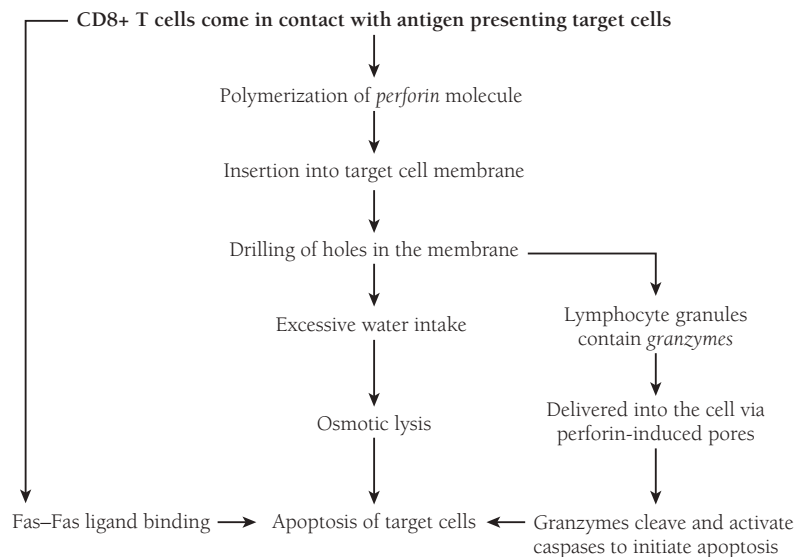 CD8+ T cells come in contact with antigen presenting target cells
Polymerization of perforin molecule
Insertion into target cell membrane
Drilling of holes in the membrane
Excessive water intake
Lymphocyte granules
contain granzymes
Osmotic lysis
Delivered into the cell via
perforin-induced pores
Fas–Fas ligand binding
Apoptosis of target cells
Granzymes cleave and activate
caspases to initiate apoptosis